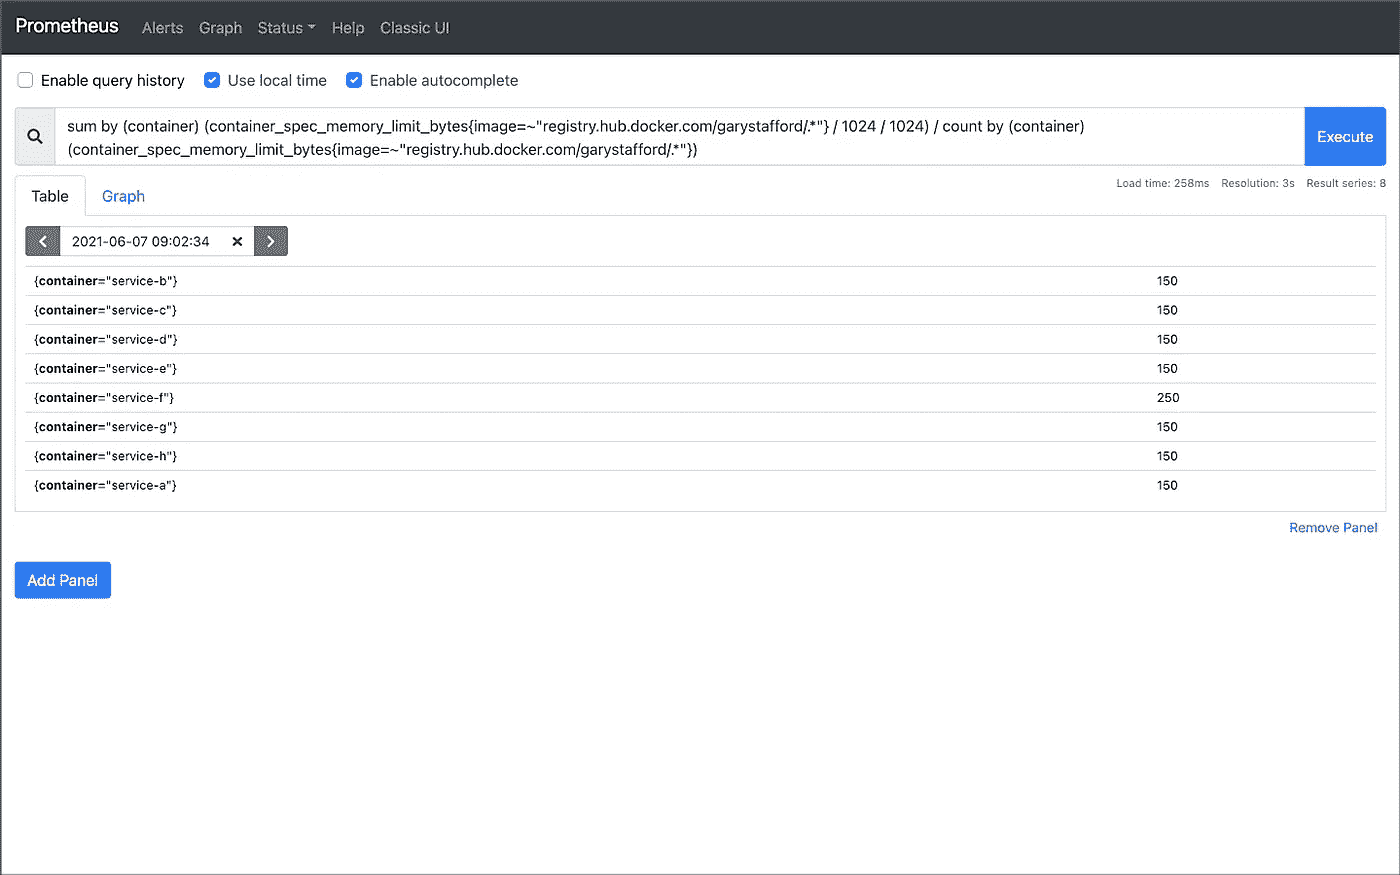 Prometheus Alerts Graph Status Help Classic UI
Enable query history Use local time Enable autocomplete
sum by (container) (container_spec_memory_limit_bytes{image=~"registry.hub.docker.com/garystafford/.*"} / 1024 / 1024) / count by (container)
(container_spec_memory_limit_bytes{image=~"registry.hub.docker.com/garystafford/.*"})
Execute
Load time: 258ms Resolution: 3s Result series: 8
Table Graph
2021-06-07 09:02:34
{container="service-b"} 150
{container="service-c"} 150
{container="service-d"} 150
{container="service-e"} 150
{container="service-f"} 250
{container="service-g"} 150
{container="service-h"} 150
{container="service-a"} 150
Remove Panel
Add Panel